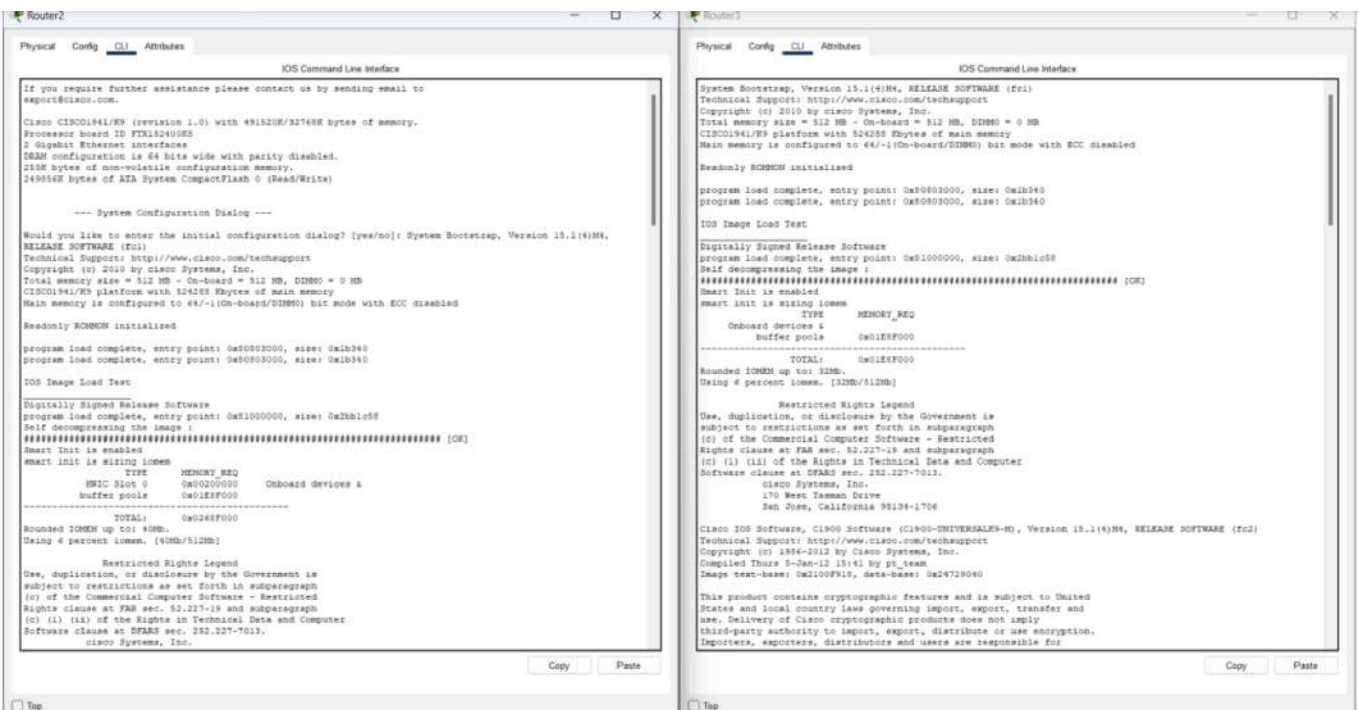 Router2
Physical Config CLI Attributes
IOS Command Line Interface
If you require further assistance please contact us by sending email to
export@cisco.com.
Cisco CISCO1941/K9 (revision 1.0) with 491520K/32768K bytes of memory.
Processor board ID FTX152400KS
2 Gigabit Ethernet interfaces
DRAM configuration is 64 bits wide with parity disabled.
255K bytes of non-volatile configuration memory.
249856K bytes of ATA System CompactFlash 0 (Read/Write)
--- System Configuration Dialog ---
Would you like to enter the initial configuration dialog? [yes/no]: System Bootstrap, Version 15.1(4)M4,
RELEASE SOFTWARE (fc1)
Technical Support: http://www.cisco.com/techsupport
Copyright (c) 2010 by cisco Systems, Inc.
Total memory size = 512 MB - On-board = 512 MB, DIMM0 = 0 MB
CISCO1941/K9 platform with 524288 Kbytes of main memory
Main memory is configured to 64/-1(On-board/DIMM0) bit mode with ECC disabled
Readonly ROMMON initialized
program load complete, entry point: 0x80803000, size: 0x1b340
program load complete, entry point: 0x80803000, size: 0x1b340
IOS Image Load Test
___________________
Digitally Signed Release Software
program load complete, entry point: 0x81000000, size: 0x2bb1c58
Self decompressing the image :
########################################################################## [OK]
Smart Init is enabled
smart init is sizing iomem
TYPE MEMORY_REQ
HWIC Slot 0 0x00200000 Onboard devices &
buffer pools 0x01E8F000
-----------------------------------------------
TOTAL: 0x0268F000
Rounded IOMEM up to: 40Mb.
Using 6 percent iomem. [40Mb/512Mb]
Restricted Rights Legend
Use, duplication, or disclosure by the Government is
subject to restrictions as set forth in subparagraph
(c) of the Commercial Computer Software - Restricted
Rights clause at FAR sec. 52.227-19 and subparagraph
(c) (1) (ii) of the Rights in Technical Data and Computer
Software clause at DFARS sec. 252.227-7013.
cisco Systems, Inc.
Copy Paste
Top
Router3
Physical Config CLI Attributes
IOS Command Line Interface
System Bootstrap, Version 15.1(4)M4, RELEASE SOFTWARE (fc1)
Technical Support: http://www.cisco.com/techsupport
Copyright (c) 2010 by cisco Systems, Inc.
Total memory size = 512 MB - On-board = 512 MB, DIMM0 = 0 MB
CISCO1941/K9 platform with 524288 Kbytes of main memory
Main memory is configured to 64/-1(On-board/DIMM0) bit mode with ECC disabled
Readonly ROMMON initialized
program load complete, entry point: 0x80803000, size: 0x1b340
program load complete, entry point: 0x80803000, size: 0x1b340
IOS Image Load Test
___________________
Digitally Signed Release Software
program load complete, entry point: 0x81000000, size: 0x2bb1c58
Self decompressing the image :
########################################################################## [OK]
Smart Init is enabled
smart init is sizing iomem
TYPE MEMORY_REQ
Onboard devices &
buffer pools 0x01E8F000
-----------------------------------------------
TOTAL: 0x01E8F000
Rounded IOMEM up to: 32Mb.
Using 6 percent iomem. [32Mb/512Mb]
Restricted Rights Legend
Use, duplication, or disclosure by the Government is
subject to restrictions as set forth in subparagraph
(c) of the Commercial Computer Software - Restricted
Rights clause at FAR sec. 52.227-19 and subparagraph
(c) (1) (ii) of the Rights in Technical Data and Computer
Software clause at DFARS sec. 252.227-7013.
cisco Systems, Inc.
170 West Tasman Drive
San Jose, California 95134-1706
Cisco IOS Software, C1900 Software (C1900-UNIVERSALK9-M), Version 15.1(4)M4, RELEASE SOFTWARE (fc2)
Technical Support: http://www.cisco.com/techsupport
Copyright (c) 1986-2012 by Cisco Systems, Inc.
Compiled Thurs 5-Jan-12 15:41 by pt_team
Image text-base: 0x2100F918, data-base: 0x24729040
This product contains cryptographic features and is subject to United
States and local country laws governing import, export, transfer and
use. Delivery of Cisco cryptographic products does not imply
third-party authority to import, export, distribute or use encryption.
Importers, exporters, distributors and users are responsible for
Copy Paste
Top